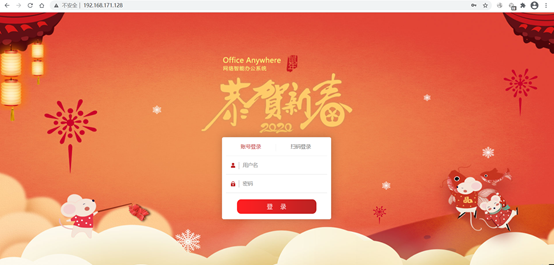 不安全 | 192.168.171.128
Office Anywhere
网络智能办公系统
恭贺新春
2020
账号登录
扫码登录
用户名
密码
登 录